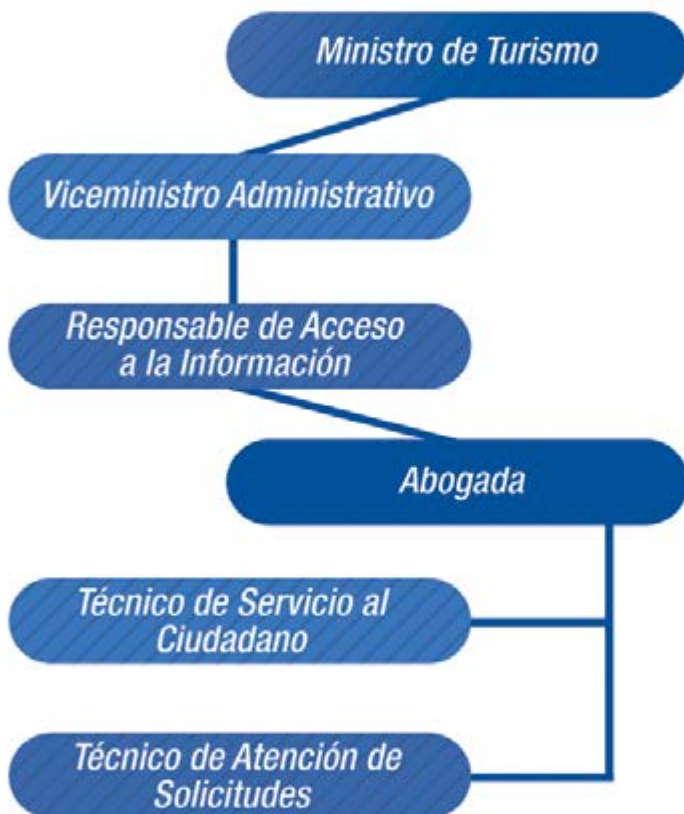 Ministro de Turismo
Viceministro Administrativo
Responsable de Acceso
a la Información
Abogada
Técnico de Servicio al
Ciudadano
Técnico de Atención de
Solicitudes